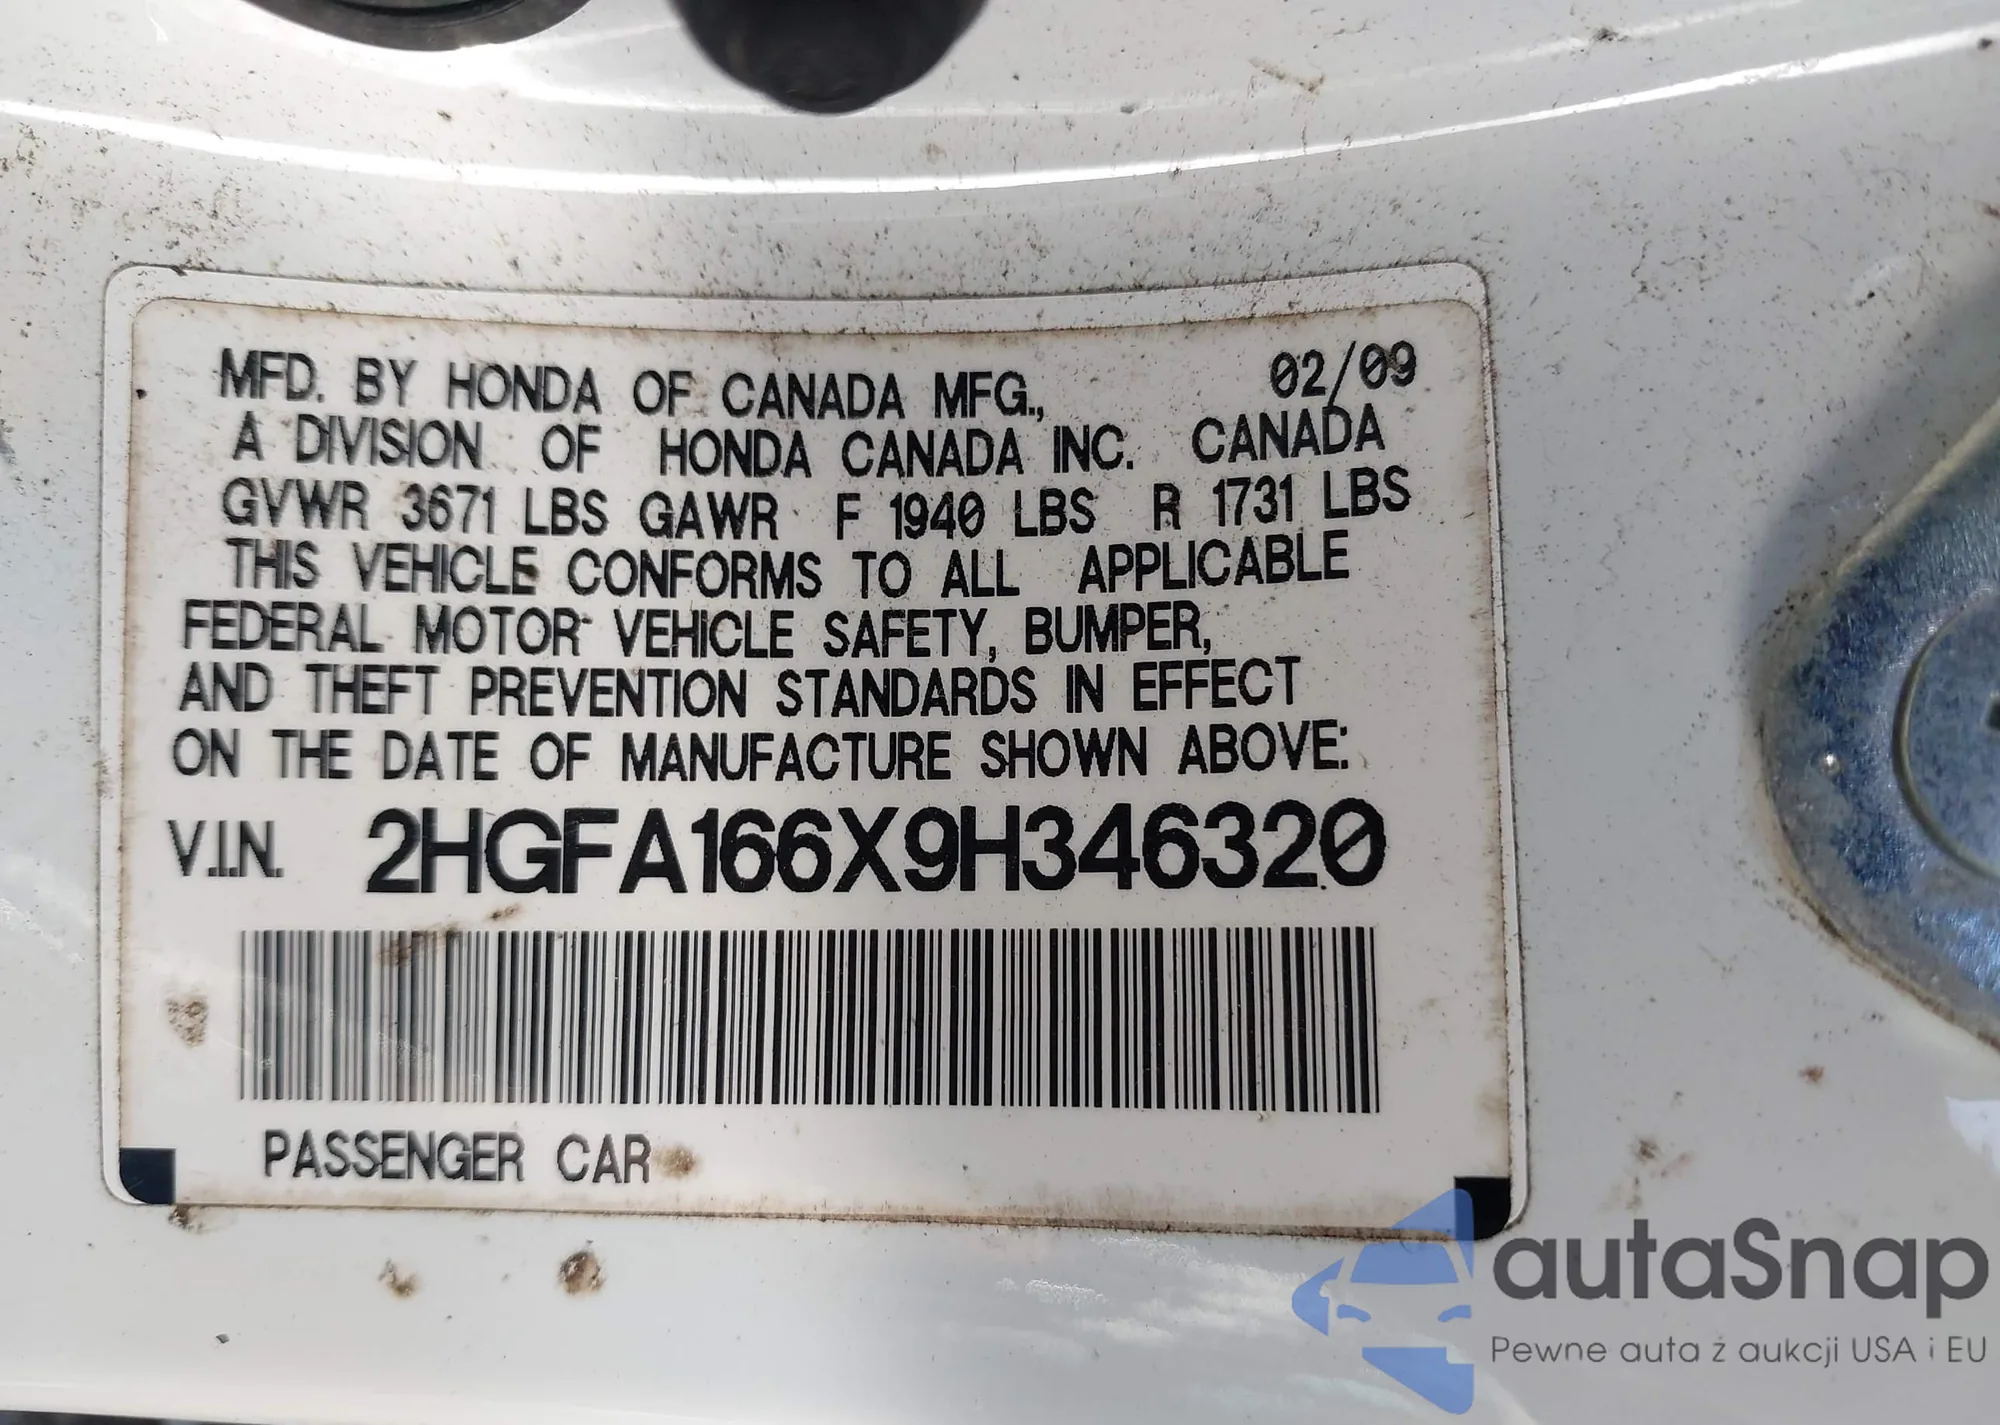 MFD. BY HONDA OF CANADA MFG., 02/09
A DIVISION OF HONDA CANADA INC. CANADA
GVWR 3671 LBS GAWR F 1940 LBS R 1731 LBS
THIS VEHICLE CONFORMS TO ALL APPLICABLE
FEDERAL MOTOR VEHICLE SAFETY, BUMPER,
AND THEFT PREVENTION STANDARDS IN EFFECT
ON THE DATE OF MANUFACTURE SHOWN ABOVE:
V.I.N. 2HGFA166X9H346320
PASSENGER CAR
autaSnap
Pewne auta z aukcji USA i EU